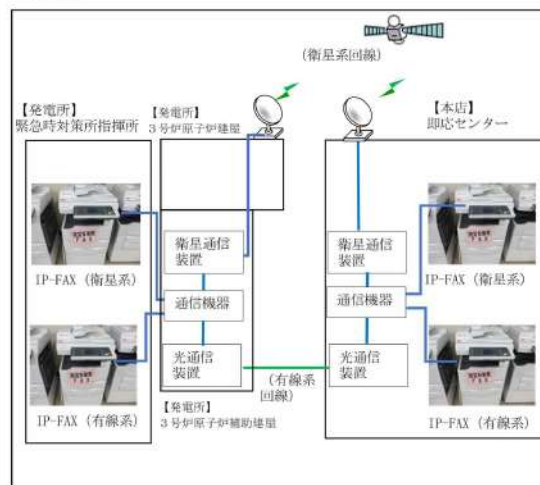 (衛星系回線)
【発電所】
緊急時対策所指揮所
【発電所】
3号炉原子炉建屋
【本店】
即応センター
衛星通信
装置
通信機器
光通信
装置
IP-FAX (衛星系)
IP-FAX (有線系)
(有線系
回線)
【発電所】
3号炉原子炉補助建屋
衛星通信
装置
通信機器
光通信
装置
IP-FAX (衛星系)
IP-FAX (有線系)